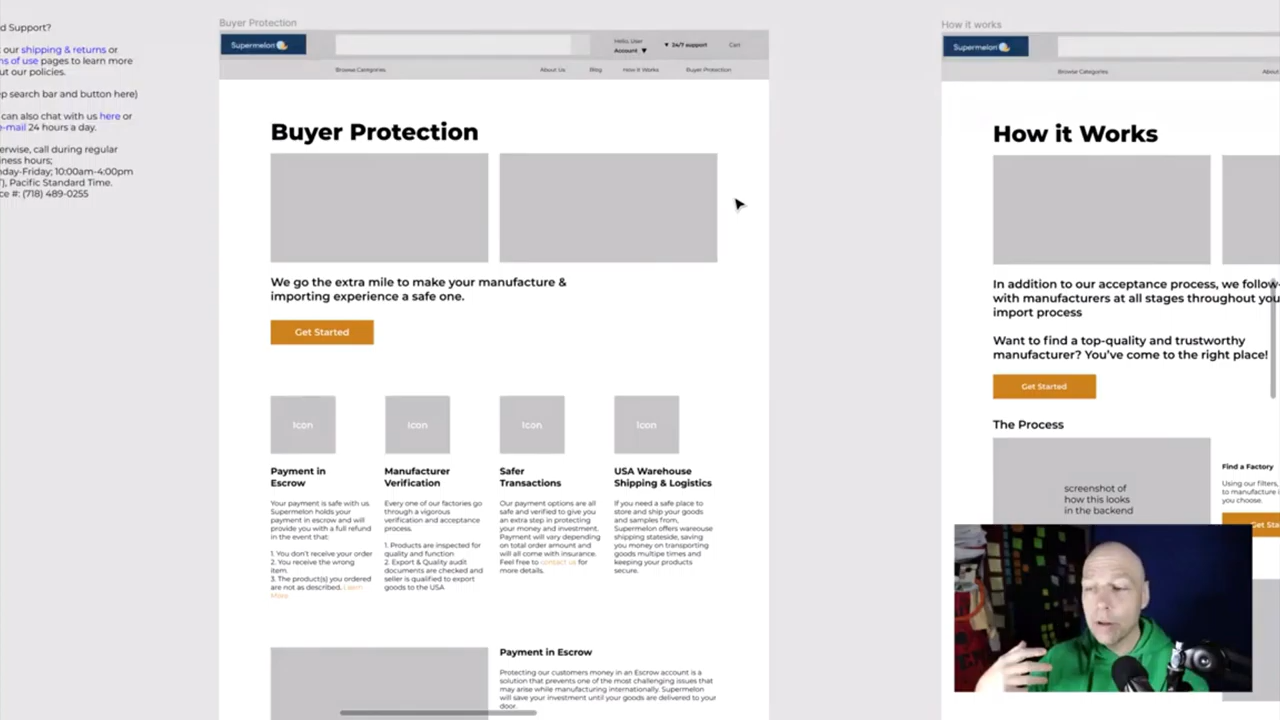 d Support?
our shipping & returns or
of use pages to learn more
ut our policies.
p search bar and button here)
can also chat with us here or
e-mail 24 hours a day.
erwise, call during regular
iness hours;
day-Friday; 10:00am-4:00pm
), Pacific Standard Time.
ce #: (718) 489-0255
Buyer Protection
Supermelon
Hello, User
Account
24/7 support
Cart
Browse Categories
About Us
Blog
How it Works
Buyer Protection
Buyer Protection
We go the extra mile to make your manufacture &
importing experience a safe one.
Get Started
Icon
Icon
Icon
Icon
Payment in
Escrow
Your payment is safe with us.
Supermelon holds your
payment in escrow and will
provide you with a full refund
in the event that:
1. You don't receive your order
2. You receive the wrong
item.
3. The product(s) you ordered
are not as described. Learn
More
Manufacturer
Verification
Every one of our factories go
through a vigorous
verification and acceptance
process.
1. Products are inspected for
quality and function
2. Export & Quality audit
documents are checked and
seller is qualified to export
goods to the USA
Safer
Transactions
Our payment options are all
safe and verified to give you
an extra step in protecting
your money and investment.
Payment will vary depending
on total order amount and
will all come with insurance.
Feel free to contact us for
more details.
USA Warehouse
Shipping & Logistics
If you need a safe place to
store and ship your goods
and samples from,
Supermelon offers warehouse
shipping stateside, saving
you money on transporting
goods multiple times and
keeping your products
secure.
Payment in Escrow
Protecting our customers money in an Escrow account is a
solution that prevents one of the most challenging issues that
may arise while manufacturing internationally. Supermelon
will save your investment until your goods are delivered to your
door.
How it works
Supermelon
Browse Categories
About
How it Works
In addition to our acceptance process, we follow-
with manufacturers at all stages throughout you
import process
Want to find a top-quality and trustworthy
manufacturer? You've come to the right place!
Get Started
The Process
screenshot of
how this looks
in the backend
Find a Factory
Using our filters,
to manufacture i
you choose.
Get Sta